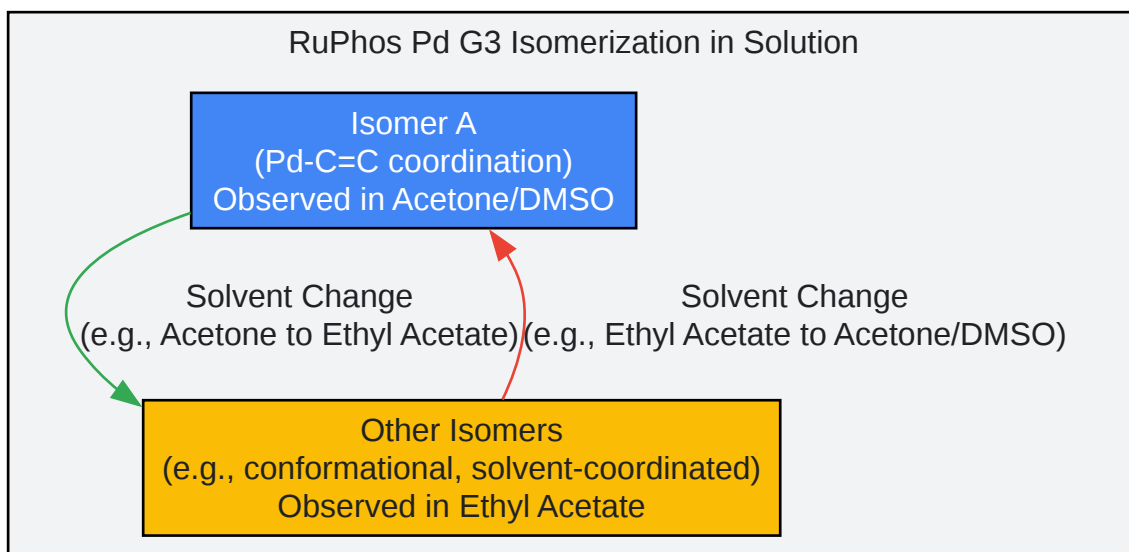 RuPhos Pd G3 Isomerization in Solution
Isomer A
(Pd-C=C coordination)
Observed in Acetone/DMSO
Solvent Change
(e.g., Acetone to Ethyl Acetate)
Solvent Change
(e.g., Ethyl Acetate to Acetone/DMSO)
Other Isomers
(e.g., conformational, solvent-coordinated)
Observed in Ethyl Acetate